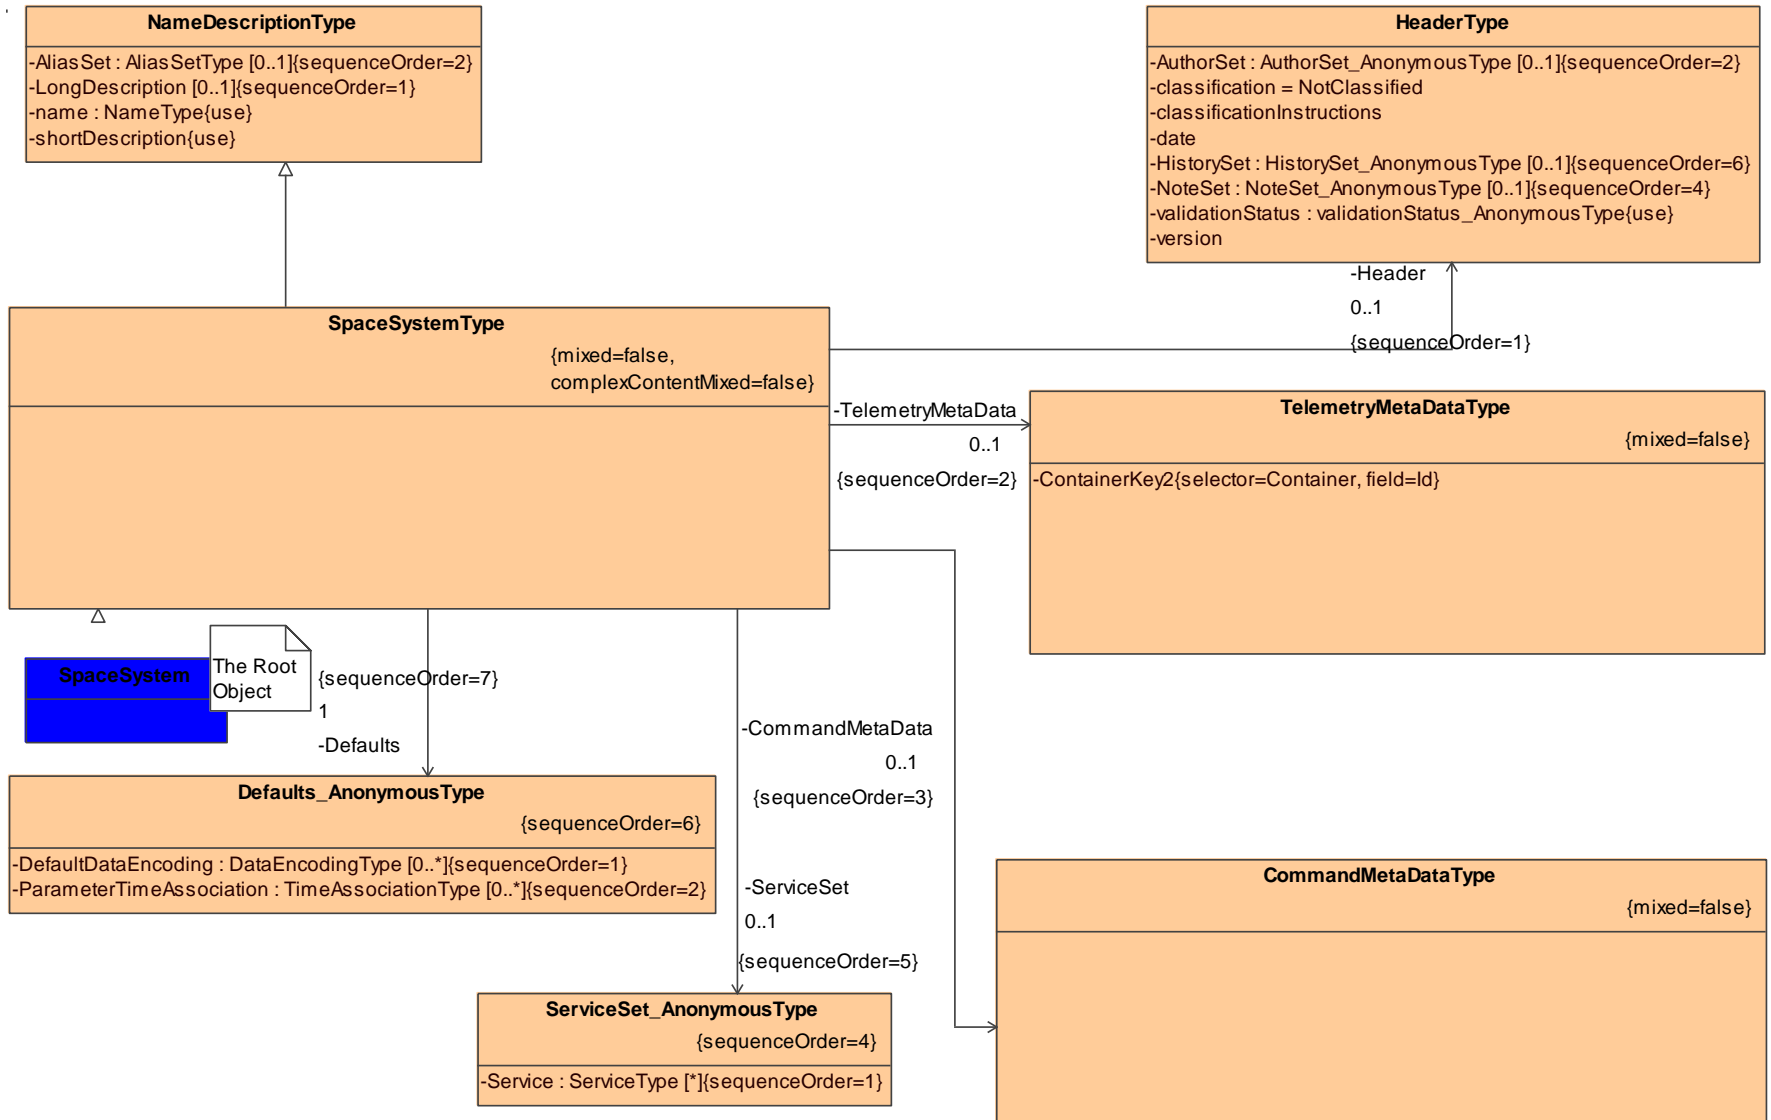 NameDescriptionType
-AliasSet : AliasSetType [0..1]{sequenceOrder=2}
-LongDescription [0..1]{sequenceOrder=1}
-name : NameType{use}
-shortDescription{use}
HeaderType
-AuthorSet : AuthorSet_AnonymousType [0..1]{sequenceOrder=2}
-classification = NotClassified
-classificationInstructions
-date
-HistorySet : HistorySet_AnonymousType [0..1]{sequenceOrder=6}
-NoteSet : NoteSet_AnonymousType [0..1]{sequenceOrder=4}
-validationStatus : validationStatus_AnonymousType{use}
-version
-Header
0..1
{sequenceOrder=1}
SpaceSystemType
{mixed=false,
complexContentMixed=false}
-TelemetryMetaData
0..1
{sequenceOrder=2}
TelemetryMetaDataType
{mixed=false}
-ContainerKey2{selector=Container, field=Id}
SpaceSystem
The Root
Object
{sequenceOrder=7}
1
-Defaults
-CommandMetaData
0..1
{sequenceOrder=3}
Defaults_AnonymousType
{sequenceOrder=6}
-DefaultDataEncoding : DataEncodingType [0..*]{sequenceOrder=1}
-ParameterTimeAssociation : TimeAssociationType [0..*]{sequenceOrder=2}
-ServiceSet
0..1
{sequenceOrder=5}
CommandMetaDataType
{mixed=false}
ServiceSet_AnonymousType
{sequenceOrder=4}
-Service : ServiceType [*]{sequenceOrder=1}